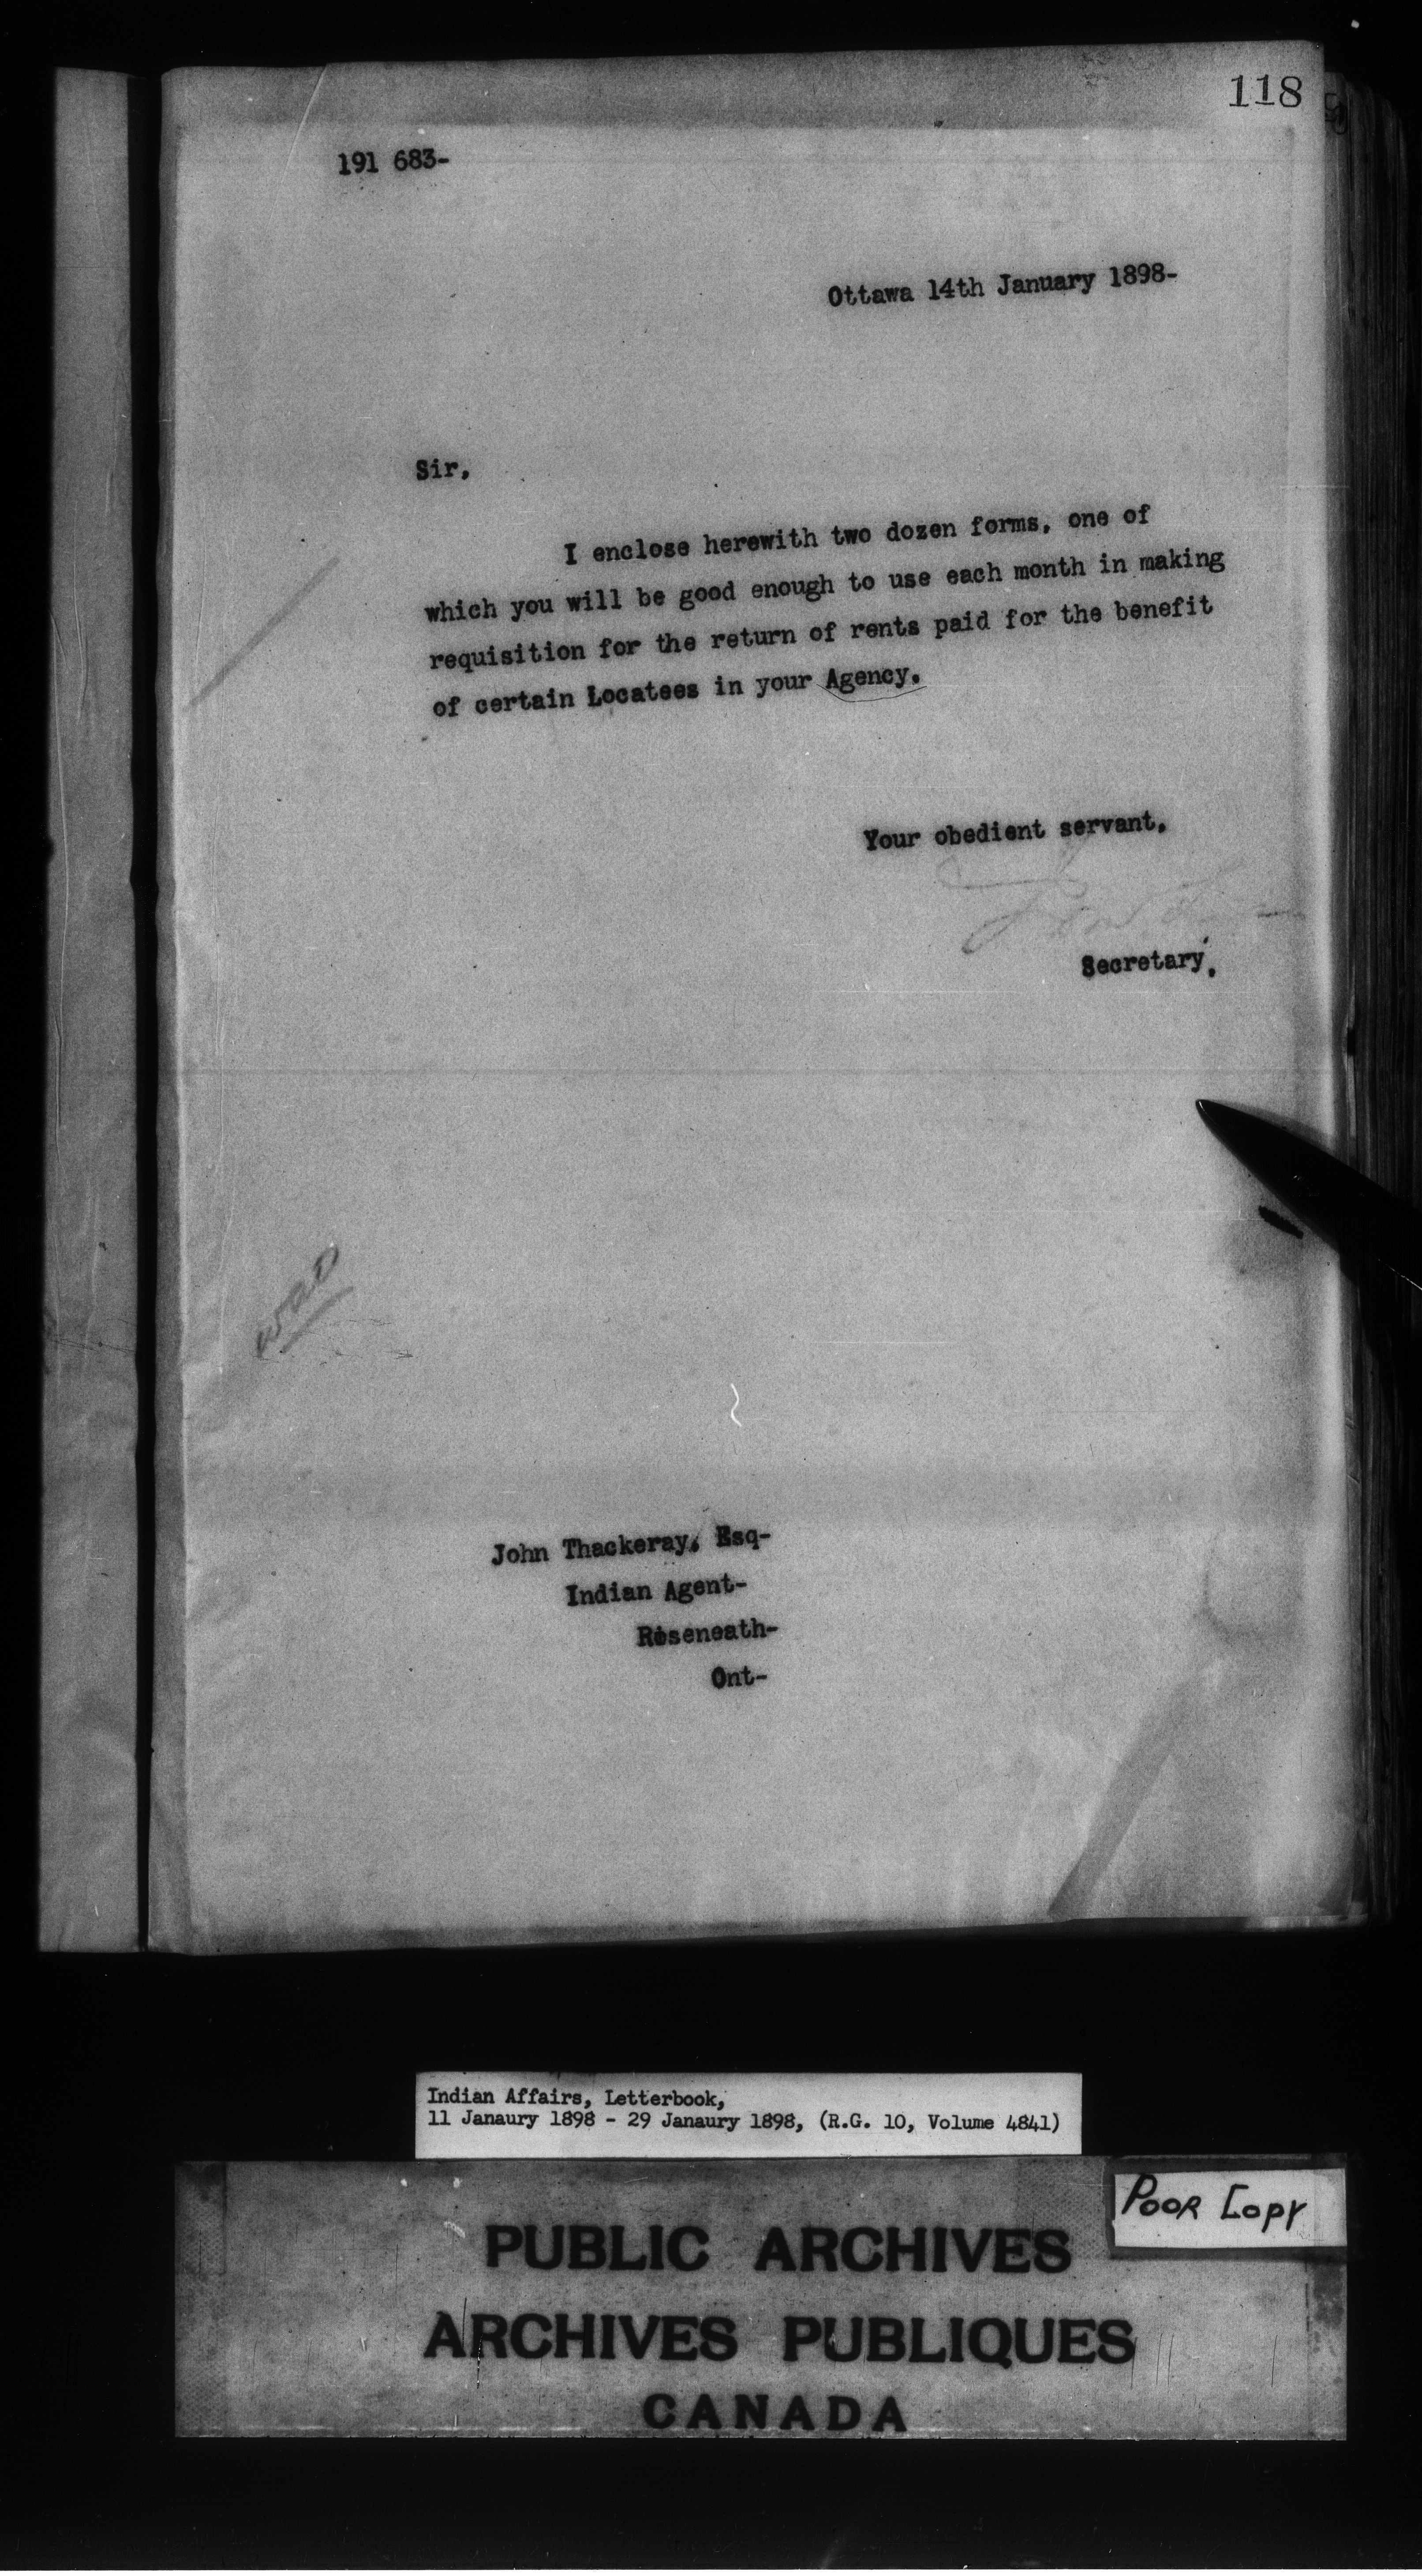 118
191 683-
Ottawa 14th January 1898-
Sir,
I enclose herewith two dozen forms, one of
which you will be good enough to use each month in making
requisition for the return of rents paid for the benefit
of certain Locatees in your Agency.
Your obedient servant,
Secretary.
John Thackeray, Esq-
Indian Agent-
Roseneath-
Ont-
Indian Affairs, Letterbook,
11 Janaury 1898 - 29 Janaury 1898, (R.G. 10, Volume 4841)
POOR COPY
PUBLIC ARCHIVES
ARCHIVES PUBLIQUES
CANADA